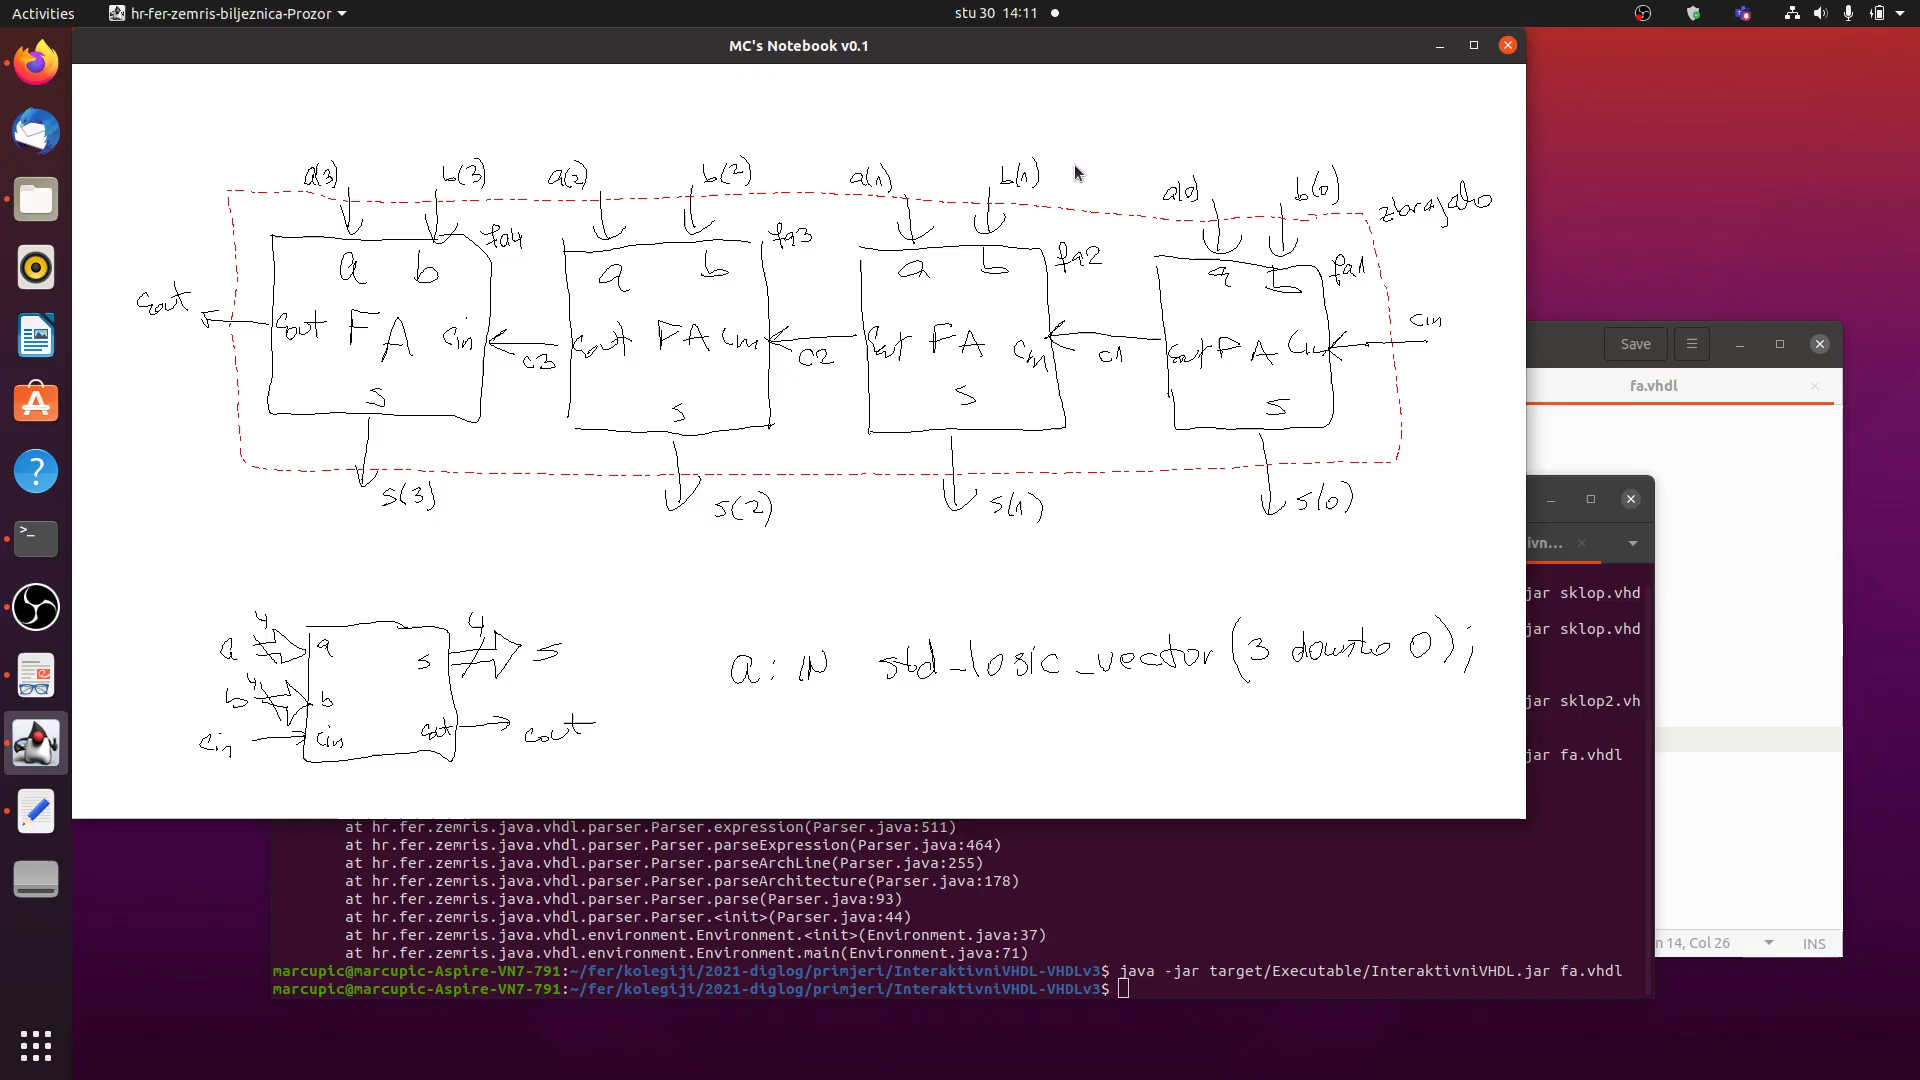 Activities hr-fer-zemris-biljeznica-Prozor stu 30 14:11
MC's Notebook v0.1
a(3) b(3) a(2) b(2) a(1) b(1) a(0) b(0) zbrajalo
fa4 fa3 fa2 fa1
a b a b a b a b
cout cout FA cin c3 cout FA cin c2 cout FA cin c1 cout FA cin cin
s s s s
s(3) s(2) s(1) s(0)
a 4 a s 4 s
b 4 b
cin cin cout cout
a: IN std_logic_vector (3 downto 0);
Save
fa.vhdl
ivn...
jar sklop.vhd
jar sklop.vhd
jar sklop2.vh
jar fa.vhdl
at hr.fer.zemris.java.vhdl.parser.Parser.expression(Parser.java:511)
at hr.fer.zemris.java.vhdl.parser.Parser.parseExpression(Parser.java:464)
at hr.fer.zemris.java.vhdl.parser.Parser.parseArchLine(Parser.java:255)
at hr.fer.zemris.java.vhdl.parser.Parser.parseArchitecture(Parser.java:178)
at hr.fer.zemris.java.vhdl.parser.Parser.parse(Parser.java:93)
at hr.fer.zemris.java.vhdl.parser.Parser.<init>(Parser.java:44)
at hr.fer.zemris.java.vhdl.environment.Environment.<init>(Environment.java:37)
at hr.fer.zemris.java.vhdl.environment.Environment.main(Environment.java:71)
marcupic@marcupic-Aspire-VN7-791:~/fer/kolegiji/2021-diglog/primjeri/InteraktivniVHDL-VHDLv3$ java -jar target/Executable/InteraktivniVHDL.jar fa.vhdl
marcupic@marcupic-Aspire-VN7-791:~/fer/kolegiji/2021-diglog/primjeri/InteraktivniVHDL-VHDLv3$
n 14, Col 26 INS